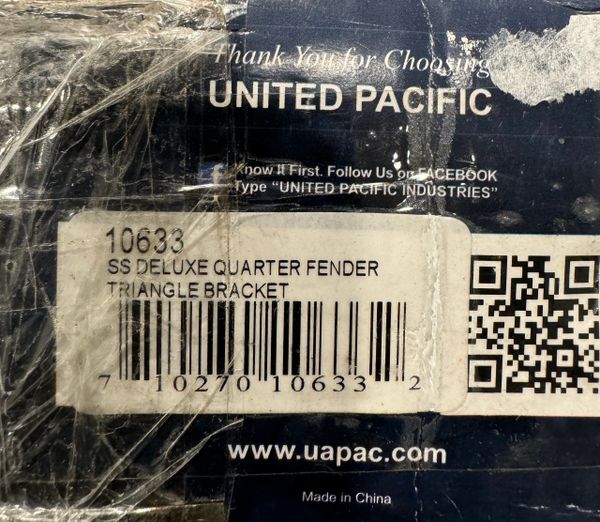 Thank You for Choosing
UNITED PACIFIC
Know It First. Follow Us on FACEBOOK
Type “UNITED PACIFIC INDUSTRIES”
10633
SS DELUXE QUARTER FENDER
TRIANGLE BRACKET
7 10270 10633 2
www.uapac.com
Made in China